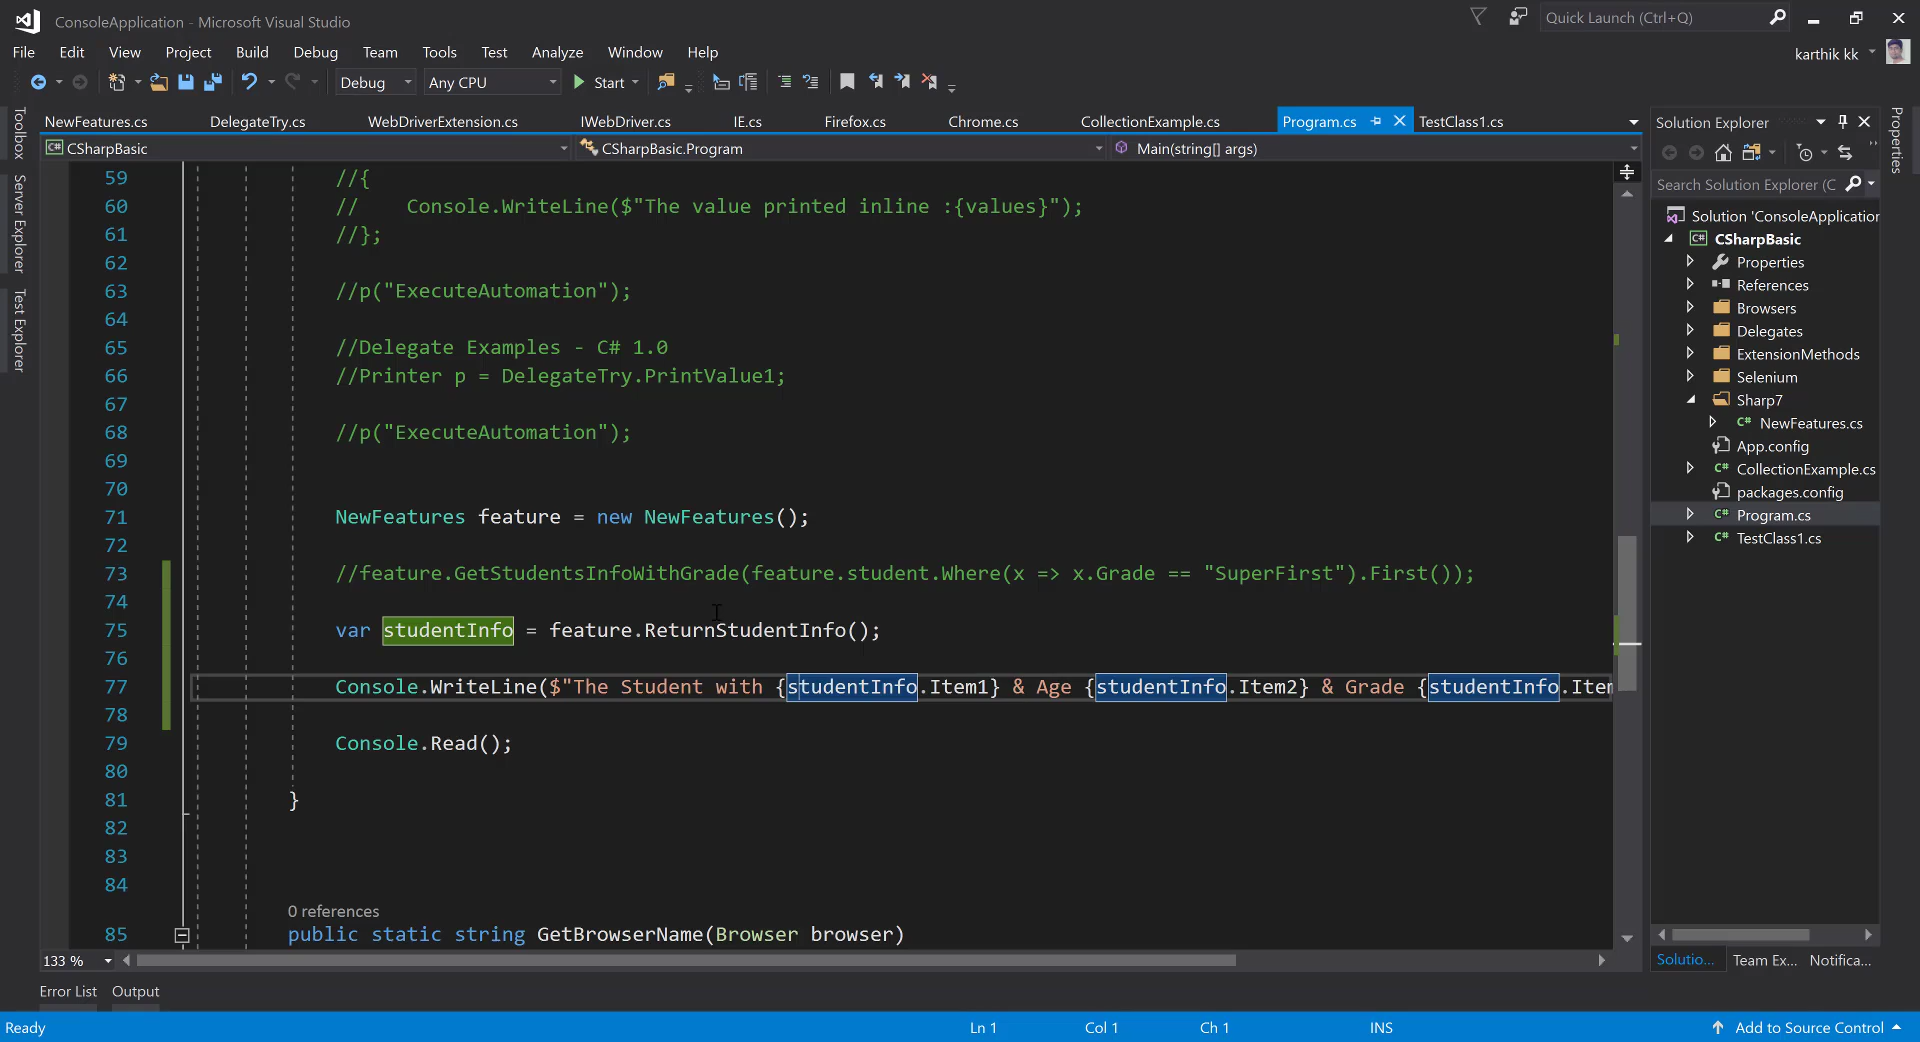 ConsoleApplication - Microsoft Visual Studio
Quick Launch (Ctrl+Q)
File Edit View Project Build Debug Team Tools Test Analyze Window Help
karthik kk
Debug Any CPU Start
NewFeatures.cs DelegateTry.cs WebDriverExtension.cs IWebDriver.cs IE.cs Firefox.cs Chrome.cs CollectionExample.cs Program.cs TestClass1.cs
C# CSharpBasic CSharpBasic.Program Main(string[] args)
Toolbox
Server Explorer
Test Explorer
59 //{
60 // Console.WriteLine($"The value printed inline :{values}");
61 //};
62
63 //p("ExecuteAutomation");
64
65 //Delegate Examples - C# 1.0
66 //Printer p = DelegateTry.PrintValue1;
67
68 //p("ExecuteAutomation");
69
70
71 NewFeatures feature = new NewFeatures();
72
73 //feature.GetStudentsInfoWithGrade(feature.student.Where(x => x.Grade == "SuperFirst").First());
74
75 var studentInfo = feature.ReturnStudentInfo();
76
77 Console.WriteLine($"The Student with {studentInfo.Item1} & Age {studentInfo.Item2} & Grade {studentInfo.Item
78
79 Console.Read();
80
81 }
82
83
84
0 references
85 public static string GetBrowserName(Browser browser)
133 %
Solution Explorer
Search Solution Explorer (C
Solution 'ConsoleApplication
C# CSharpBasic
Properties
References
Browsers
Delegates
ExtensionMethods
Selenium
Sharp7
C# NewFeatures.cs
App.config
C# CollectionExample.cs
packages.config
C# Program.cs
C# TestClass1.cs
Solutio... Team Ex... Notifica...
Properties
Error List Output
Ready Ln 1 Col 1 Ch 1 INS Add to Source Control